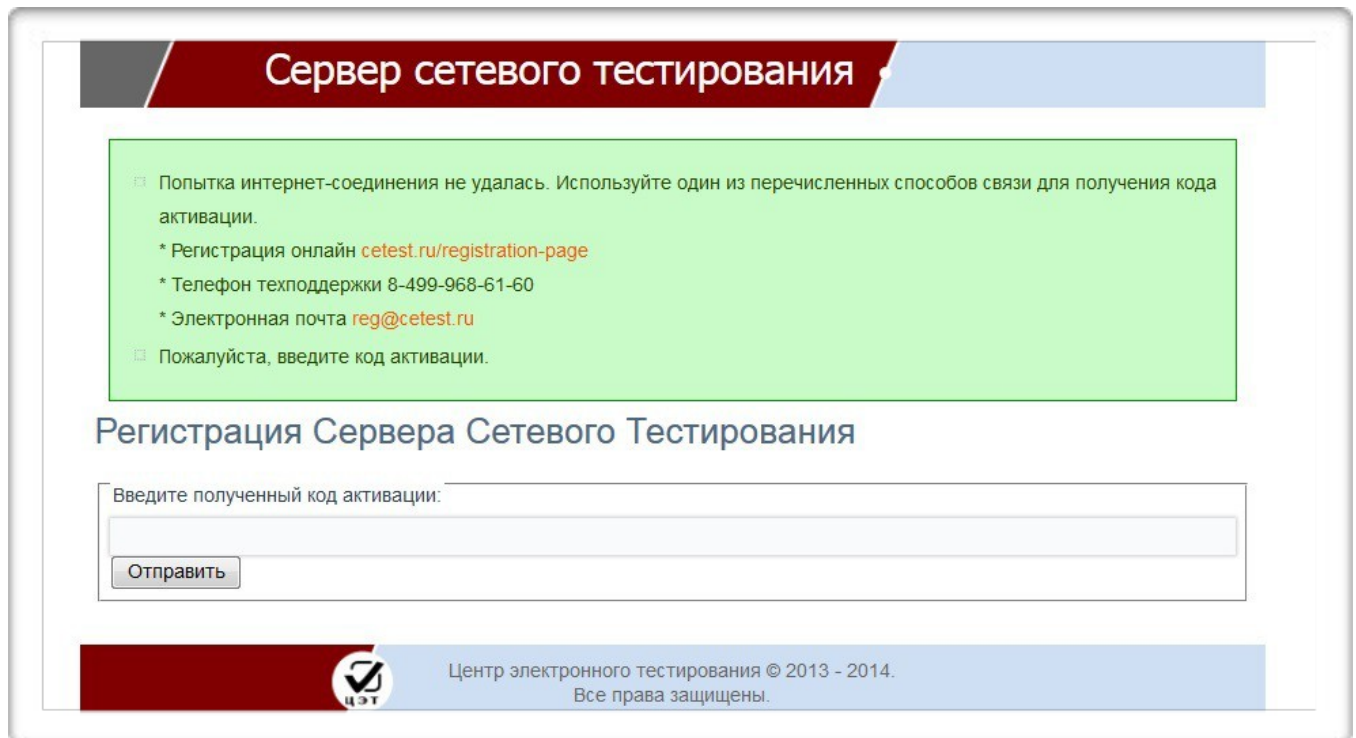 Сервер сетевого тестирования
Попытка интернет-соединения не удалась. Используйте один из перечисленных способов связи для получения кода
активации.
* Регистрация онлайн cetest.ru/registration-page
* Телефон техподдержки 8-499-968-61-60
* Электронная почта reg@cetest.ru
Пожалуйста, введите код активации.
Регистрация Сервера Сетевого Тестирования
Введите полученный код активации:
Отправить
ЦЭТ
Центр электронного тестирования © 2013 - 2014.
Все права защищены.